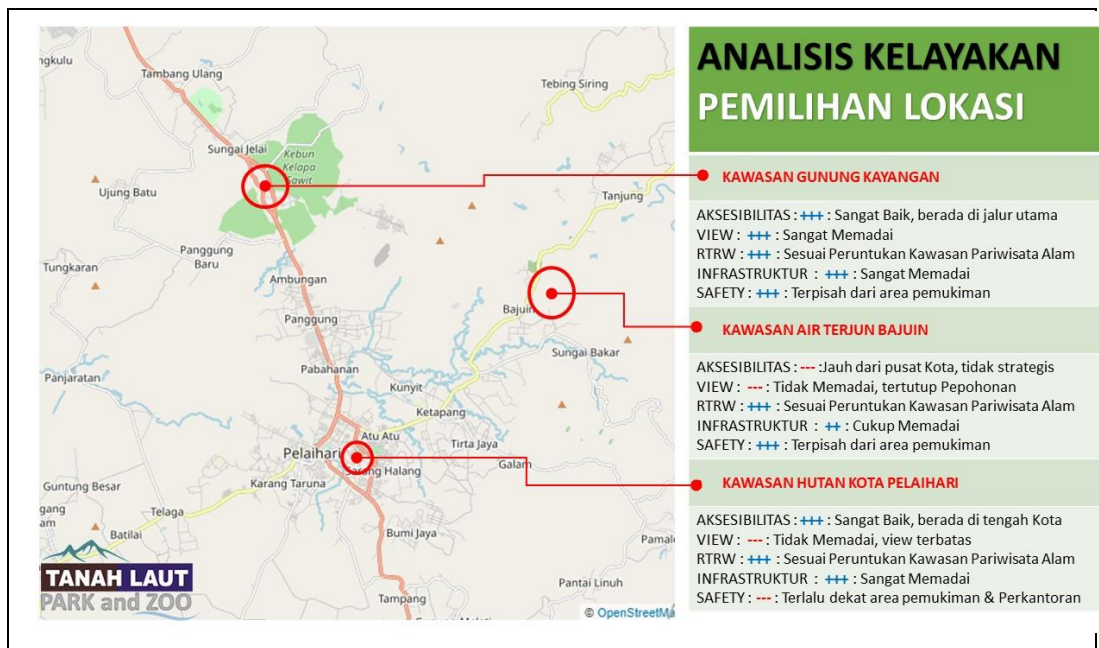 ANALISIS KELAYAKAN
PEMILIHAN LOKASI
KAWASAN GUNUNG KAYANGAN
AKSESIBILITAS : +++ : Sangat Baik, berada di jalur utama
VIEW : +++ : Sangat Memadai
RTRW : +++ : Sesuai Peruntukan Kawasan Pariwisata Alam
INFRASTRUKTUR : +++ : Sangat Memadai
SAFETY : +++ : Terpisah dari area pemukiman
KAWASAN AIR TERJUN BAJUIN
AKSESIBILITAS : --- :Jauh dari pusat Kota, tidak strategis
VIEW : --- : Tidak Memadai, tertutup Pepohonan
RTRW : +++ : Sesuai Peruntukan Kawasan Pariwisata Alam
INFRASTRUKTUR : ++ : Cukup Memadai
SAFETY : +++ : Terpisah dari area pemukiman
KAWASAN HUTAN KOTA PELAIHARI
AKSESIBILITAS : +++ : Sangat Baik, berada di tengah Kota
VIEW : --- : Tidak Memadai, view terbatas
RTRW : +++ : Sesuai Peruntukan Kawasan Pariwisata Alam
INFRASTRUKTUR : +++ : Sangat Memadai
SAFETY : --- : Terlalu dekat area pemukiman & Perkantoran
ngkulu
Tambang Ulang
Tebing Siring
Sungai Jelai
Kebun
Kelapa
Sawit
Ujung Batu
Tanjung
Panggung
Baru
Tungkaran
Ambungan
Bajuin
Panggung
Sungai Bakar
Pabahanan
Panjaratan
Kunyit
Ketapang
Atu Atu
Tirta Jaya
Pelaihari
Sarang Halang
Galam
Karang Taruna
Guntung Besar
Telaga
gang
am
Batilai
Bumi Jaya
Pamale
Pantai Linuh
Tampang
TANAH LAUT
PARK and ZOO
© OpenStreetMa